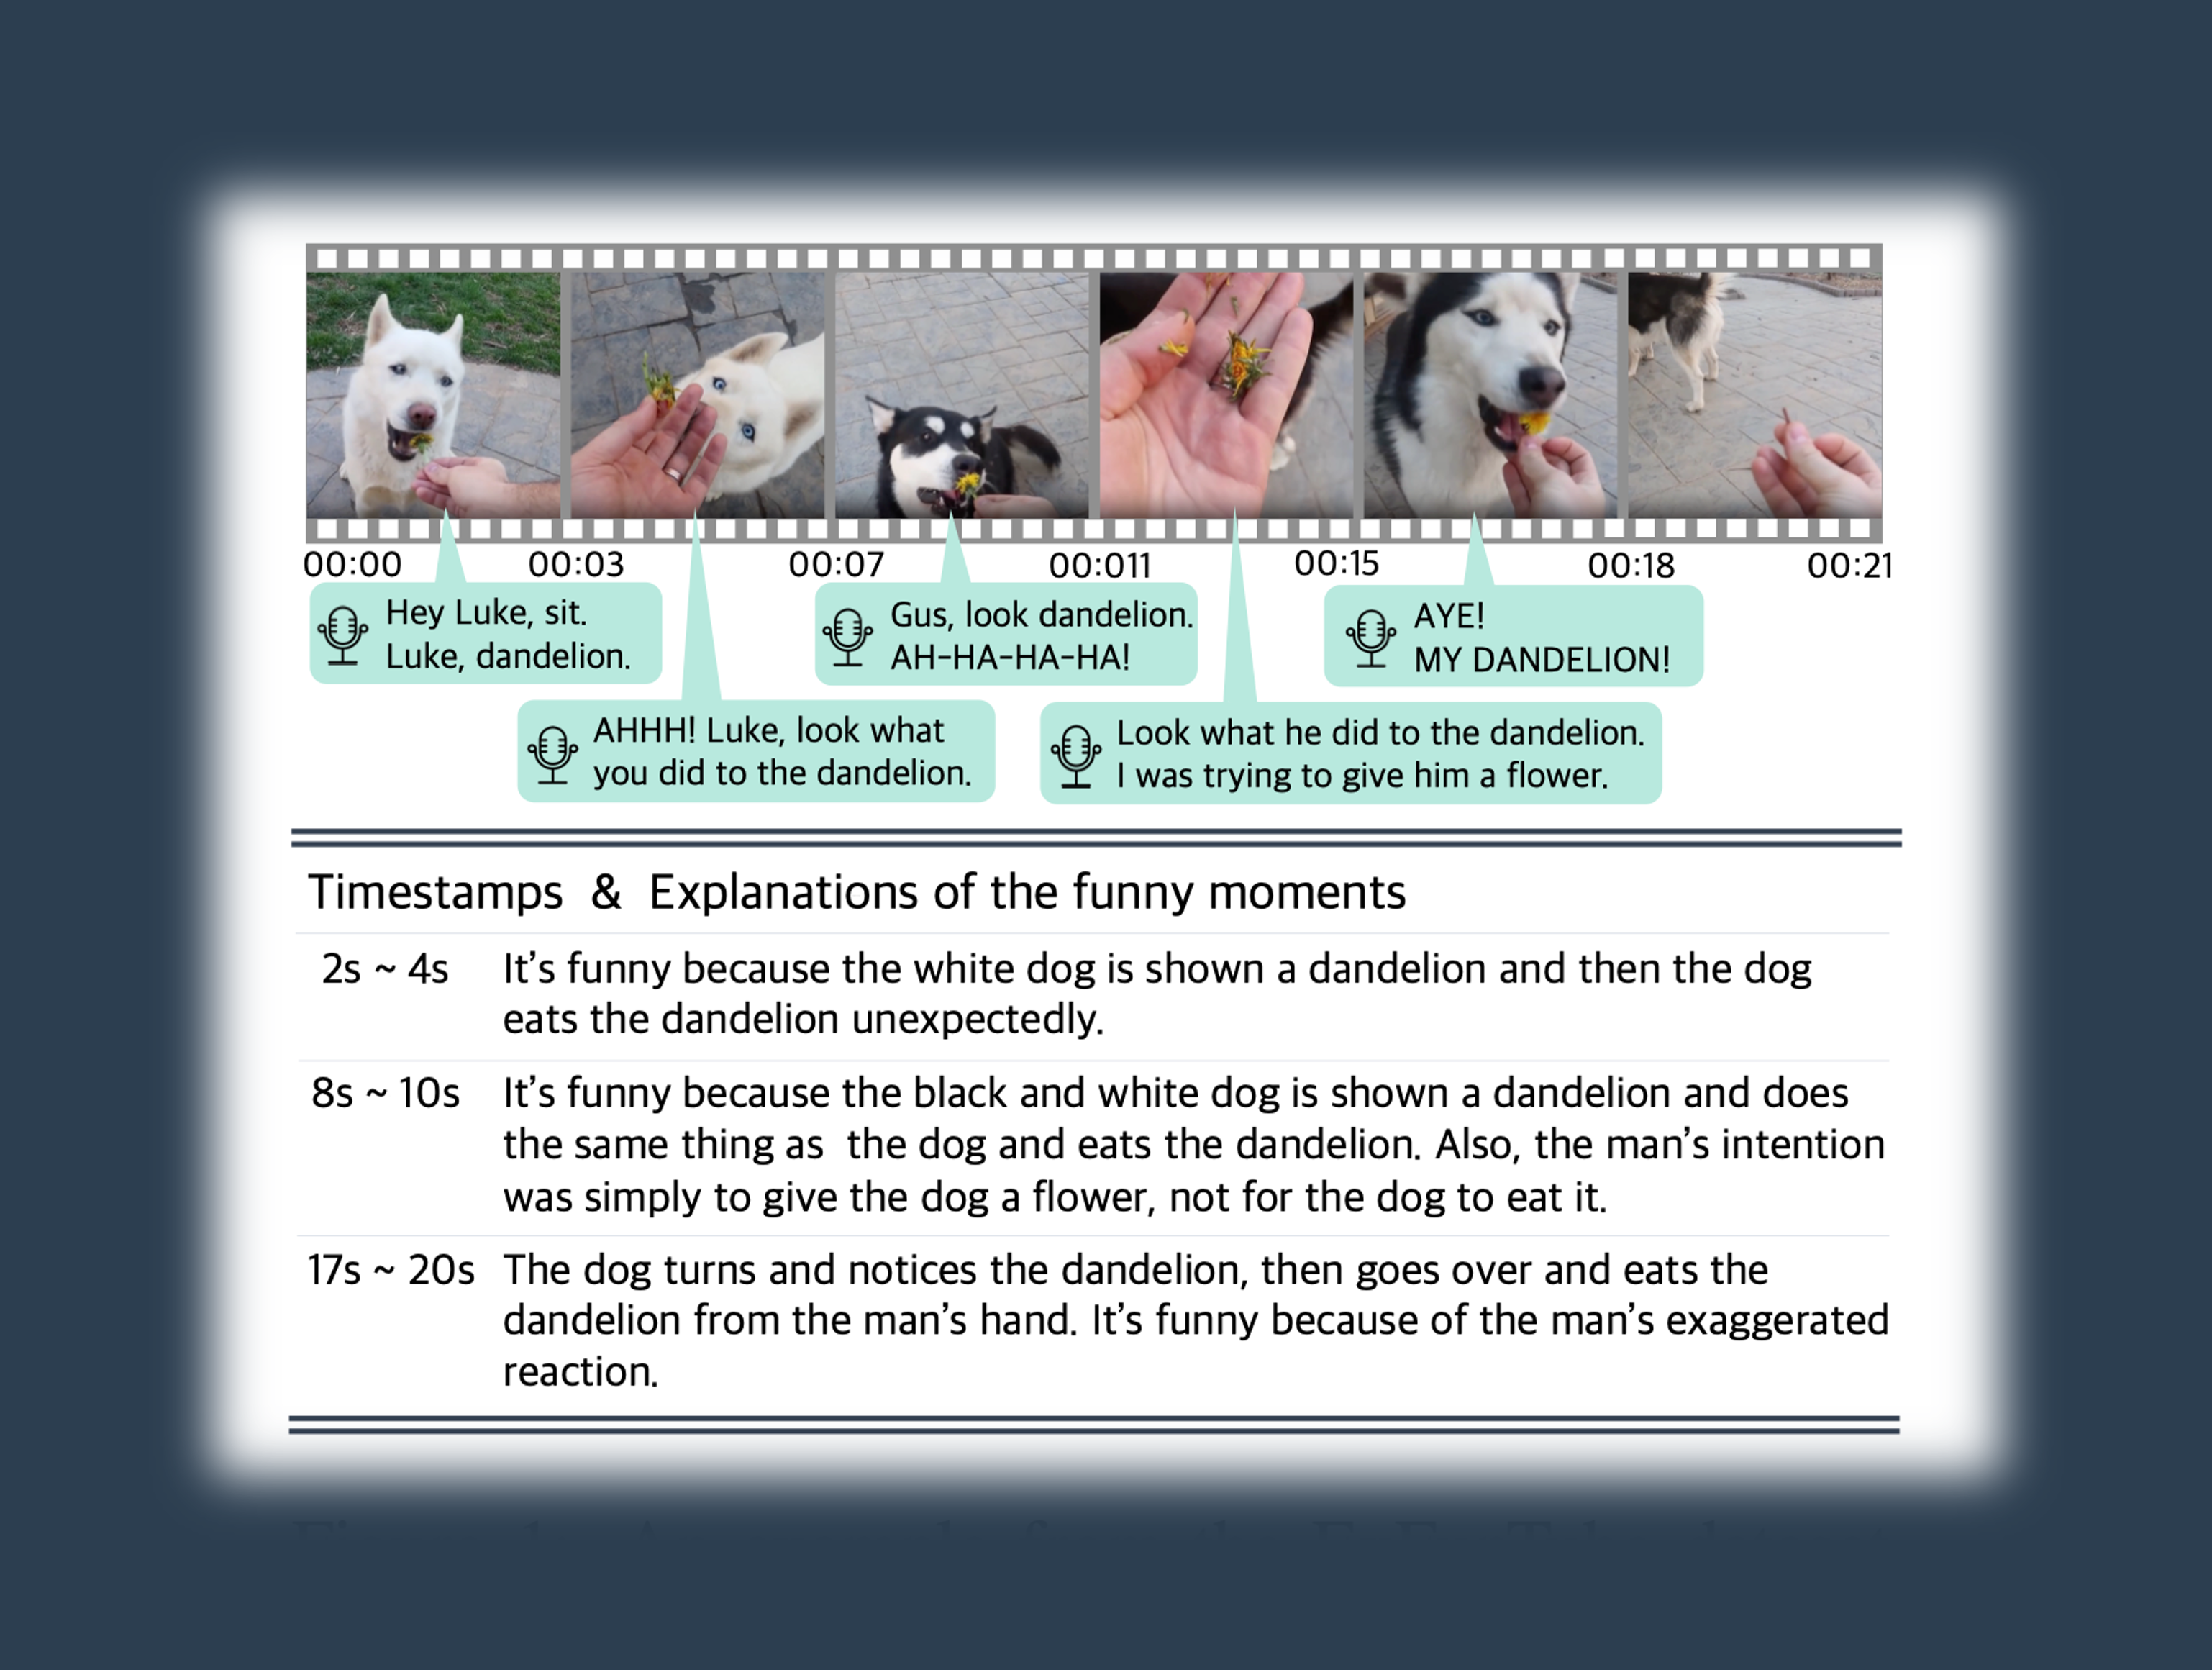 00:00 00:03 00:07 00:011 00:15 00:18 00:21
Hey Luke, sit.
Luke, dandelion.
Gus, look dandelion.
AH-HA-HA-HA!
AYE!
MY DANDELION!
AHHH! Luke, look what
you did to the dandelion.
Look what he did to the dandelion.
I was trying to give him a flower.
Timestamps & Explanations of the funny moments
2s ~ 4s It's funny because the white dog is shown a dandelion and then the dog
eats the dandelion unexpectedly.
8s ~ 10s It's funny because the black and white dog is shown a dandelion and does
the same thing as the dog and eats the dandelion. Also, the man's intention
was simply to give the dog a flower, not for the dog to eat it.
17s ~ 20s The dog turns and notices the dandelion, then goes over and eats the
dandelion from the man's hand. It's funny because of the man's exaggerated
reaction.